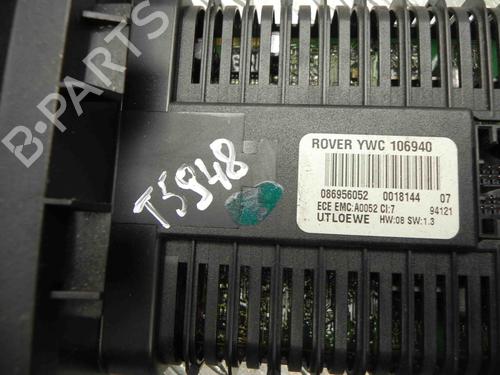 B-PARTS
ROVER YWC 106940
086956052 0018144 07
ECE EMC:A0052 CI:7 94121
UTLOEWE HW:08 SW:1.3
T5948